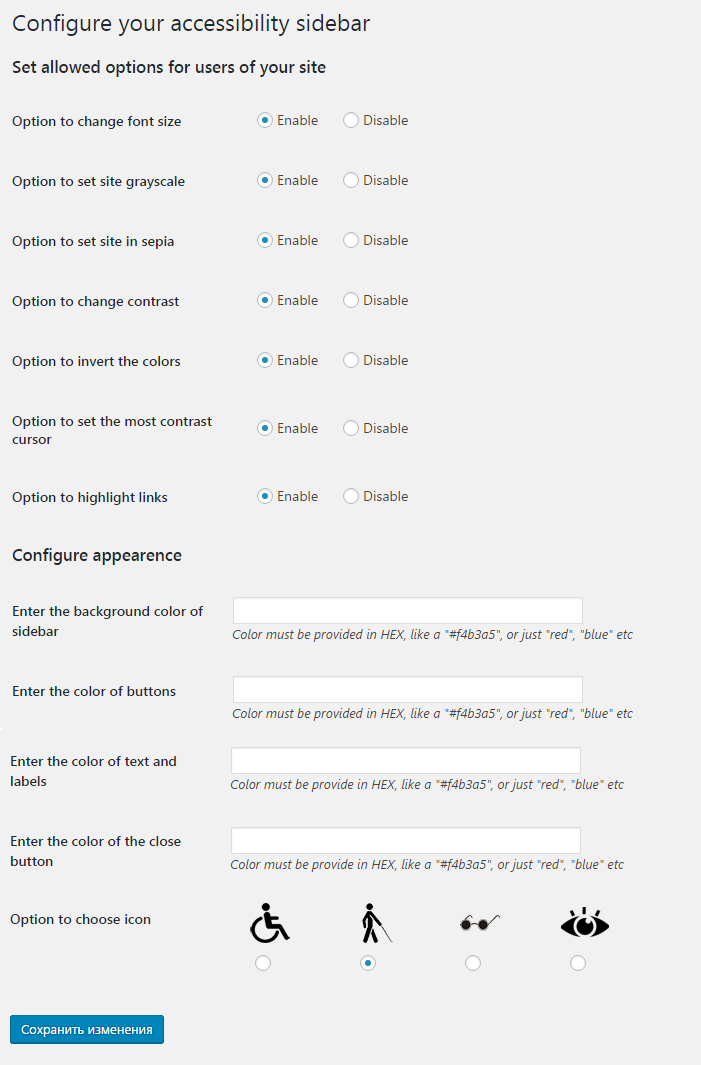 Configure your accessibility sidebar
Set allowed options for users of your site
Option to change font size Enable Disable
Option to set site grayscale Enable Disable
Option to set site in sepia Enable Disable
Option to change contrast Enable Disable
Option to invert the colors Enable Disable
Option to set the most contrast
cursor Enable Disable
Option to highlight links Enable Disable
Configure appearence
Enter the background color of
sidebar
Color must be provided in HEX, like a "#f4b3a5", or just "red", "blue" etc
Enter the color of buttons
Color must be provided in HEX, like a "#f4b3a5", or just "red", "blue" etc
Enter the color of text and
labels
Color must be provide in HEX, like a "#f4b3a5", or just "red", "blue" etc
Enter the color of the close
button
Color must be provide in HEX, like a "#f4b3a5", or just "red", "blue" etc
Option to choose icon
Сохранить изменения